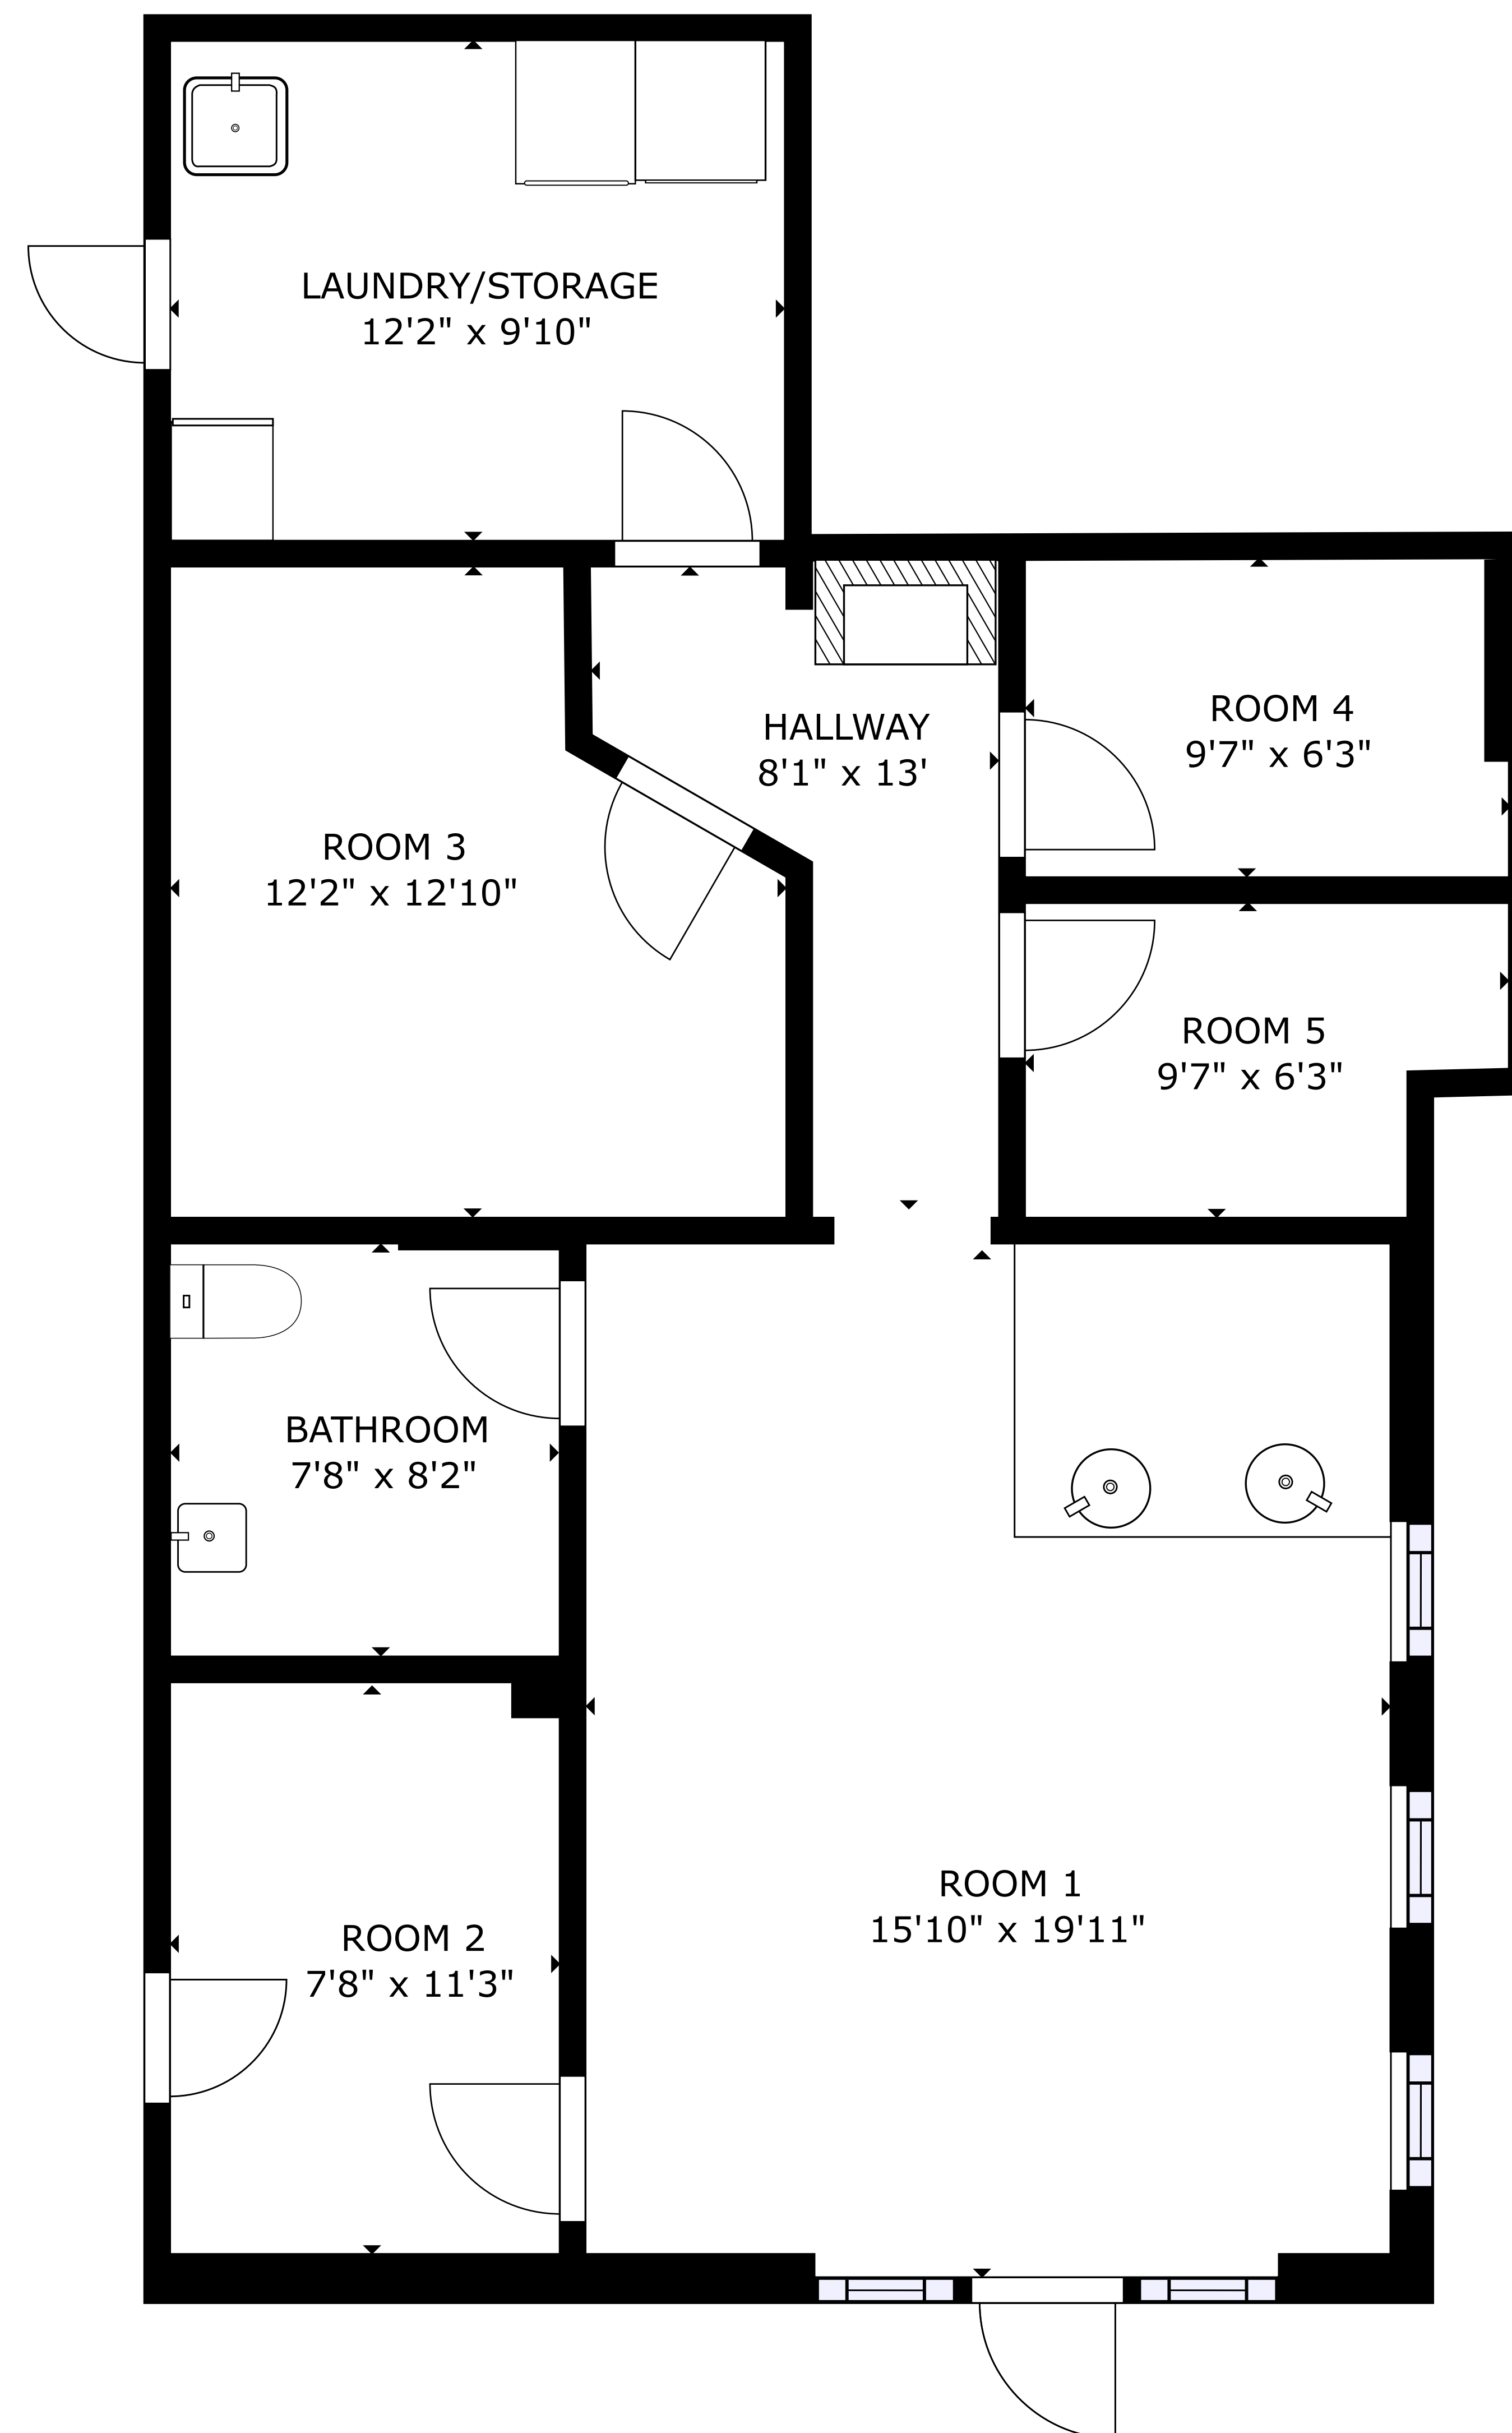 LAUNDRY/STORAGE
12'2" x 9'10"
HALLWAY
8'1" x 13'
ROOM 4
9'7" x 6'3"
ROOM 3
12'2" x 12'10"
ROOM 5
9'7" x 6'3"
BATHROOM
7'8" x 8'2"
ROOM 1
15'10" x 19'11"
ROOM 2
7'8" x 11'3"